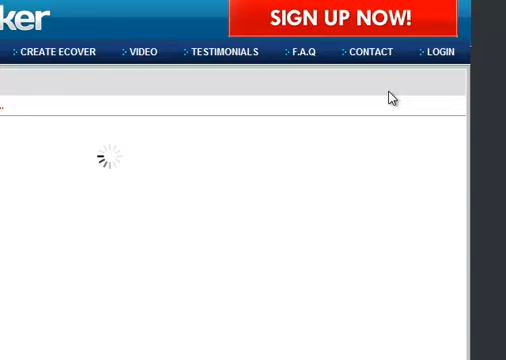 ker
SIGN UP NOW!
CREATE ECOVER VIDEO TESTIMONIALS F.A.Q CONTACT LOGIN
..